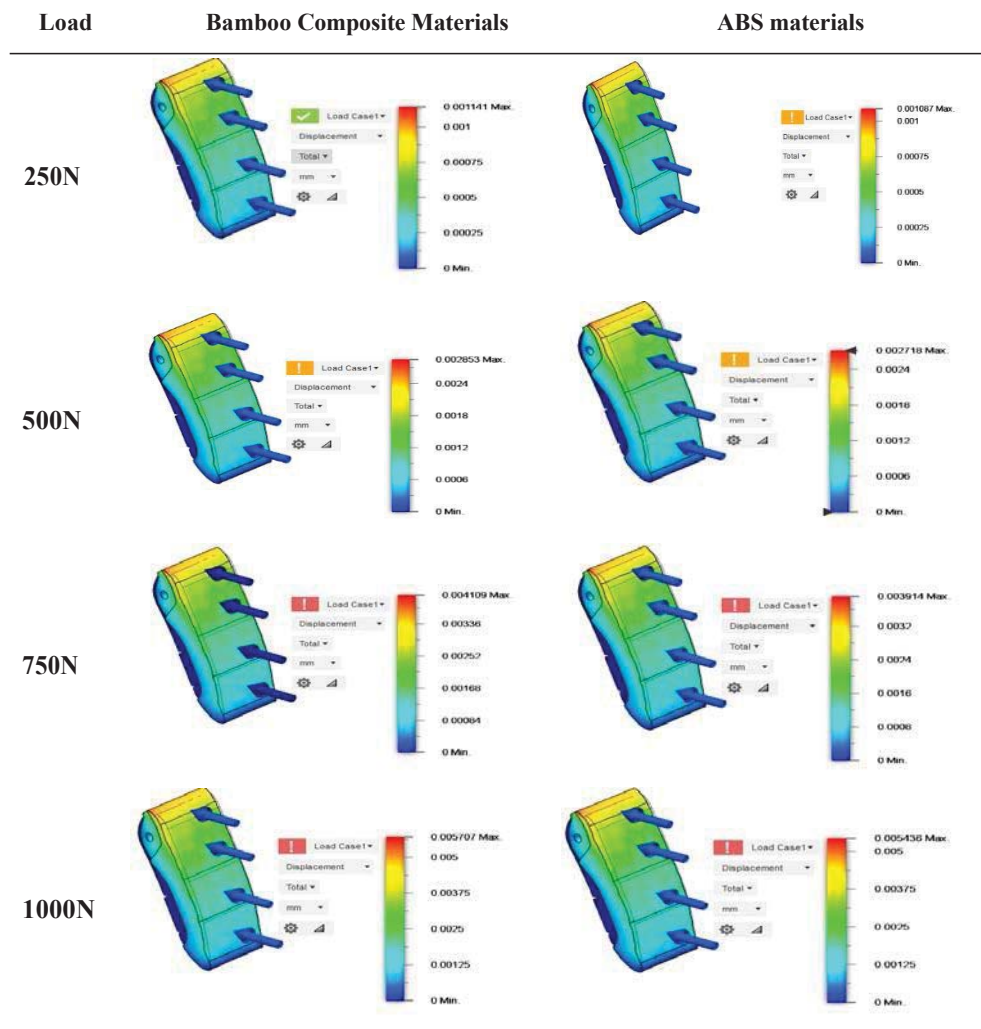 Load Bamboo Composite Materials ABS materials
250N
Load Case1
Displacement
Total
mm
0.001141 Max.
0.001
0.00075
0.0005
0.00025
0 Min.
Load Case1
Displacement
Total
mm
0.001087 Max.
0.001
0.00075
0.0005
0.00025
0 Min.
500N
Load Case1
Displacement
Total
mm
0.002853 Max.
0.0024
0.0018
0.0012
0.0006
0 Min.
Load Case1
Displacement
Total
mm
0.002718 Max.
0.0024
0.0018
0.0012
0.0006
0 Min.
750N
Load Case1
Displacement
Total
mm
0.004109 Max.
0.00336
0.00252
0.00168
0.00084
0 Min.
Load Case1
Displacement
Total
mm
0.003914 Max.
0.0032
0.0024
0.0016
0.0008
0 Min.
1000N
Load Case1
Displacement
Total
mm
0.005707 Max.
0.005
0.00375
0.0025
0.00125
0 Min.
Load Case1
Displacement
Total
mm
0.005436 Max.
0.005
0.00375
0.0025
0.00125
0 Min.